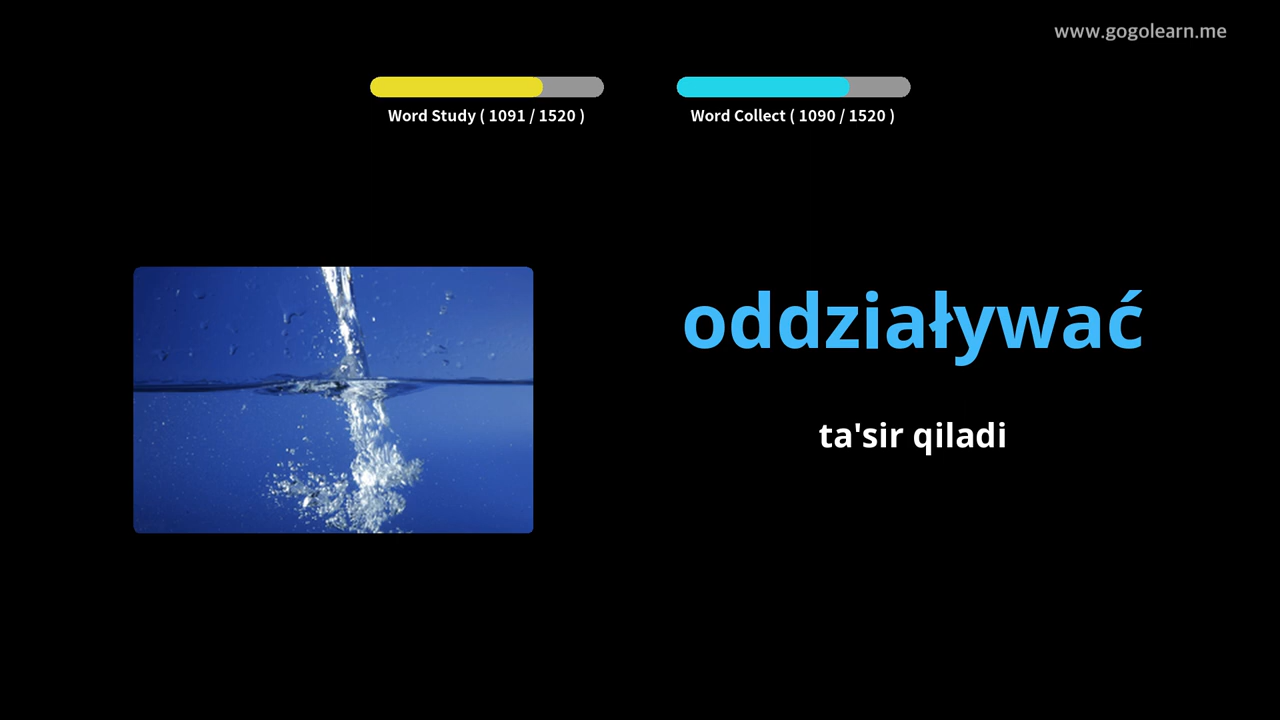 www.gogolearn.me
Word Study ( 1091 / 1520 )
Word Collect ( 1090 / 1520 )
oddziaływać
ta'sir qiladi